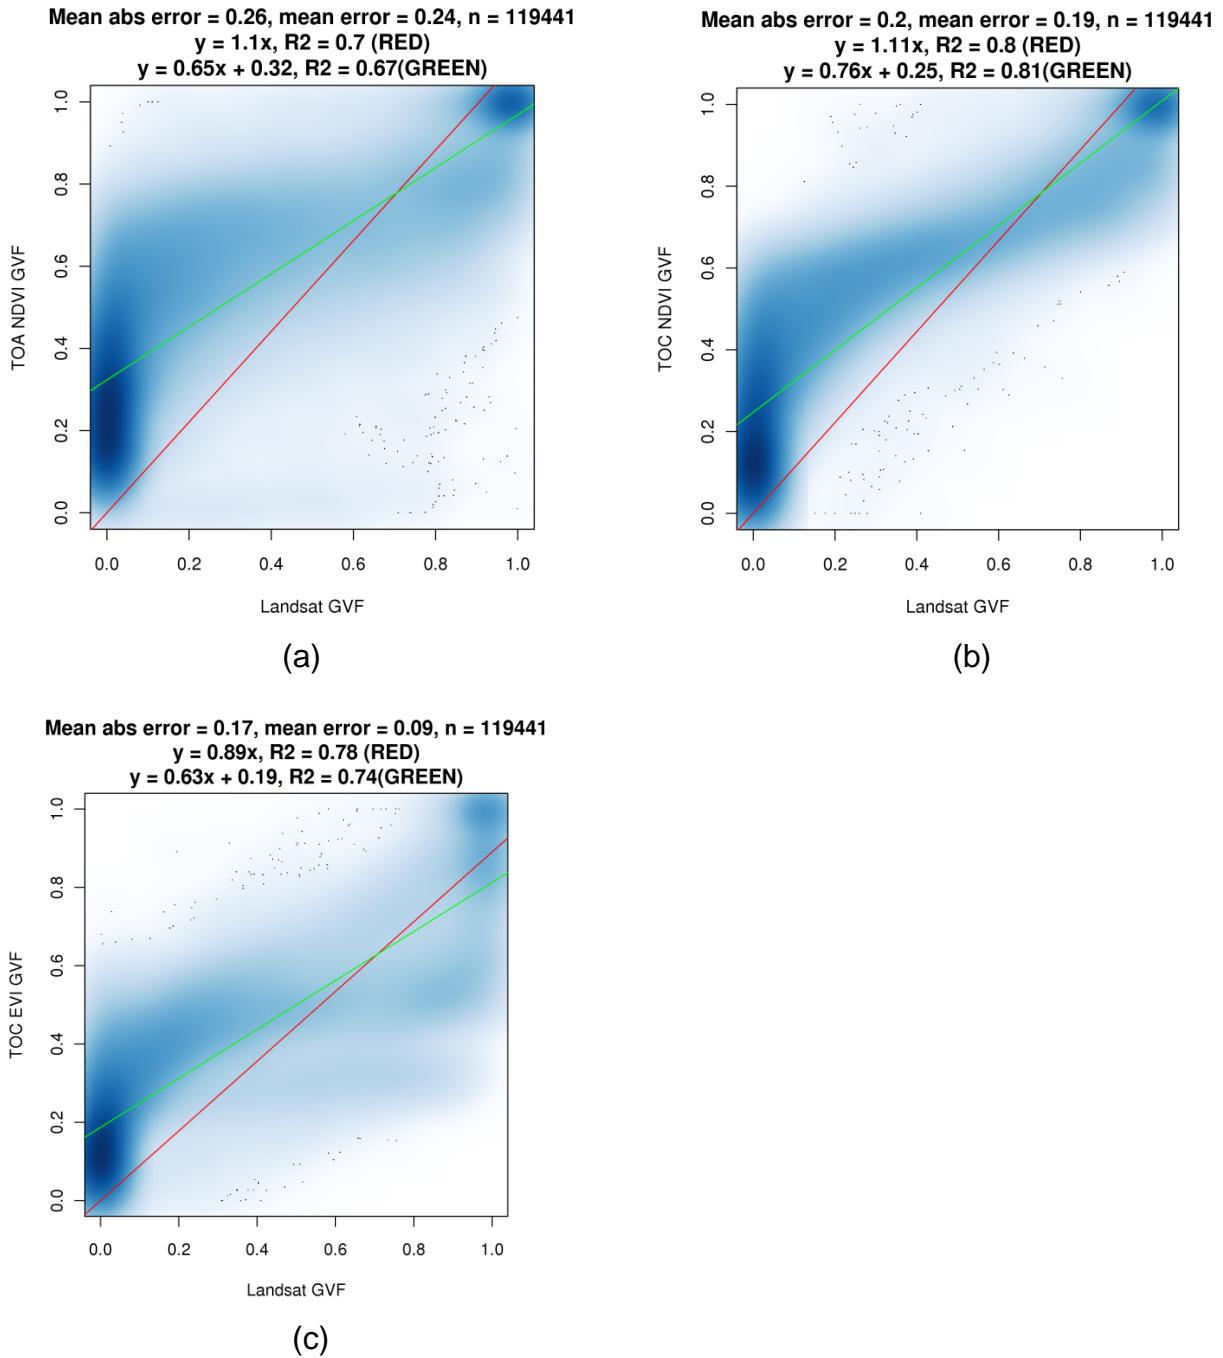 Mean abs error = 0.26, mean error = 0.24, n = 119441
y = 1.1x, R2 = 0.7 (RED)
y = 0.65x + 0.32, R2 = 0.67(GREEN)
TOA NDVI GVF
1.0
0.8
0.6
0.4
0.2
0.0
0.0 0.2 0.4 0.6 0.8 1.0
Landsat GVF
(a)
Mean abs error = 0.2, mean error = 0.19, n = 119441
y = 1.11x, R2 = 0.8 (RED)
y = 0.76x + 0.25, R2 = 0.81(GREEN)
TOC NDVI GVF
1.0
0.8
0.6
0.4
0.2
0.0
0.0 0.2 0.4 0.6 0.8 1.0
Landsat GVF
(b)
Mean abs error = 0.17, mean error = 0.09, n = 119441
y = 0.89x, R2 = 0.78 (RED)
y = 0.63x + 0.19, R2 = 0.74(GREEN)
TOC EVI GVF
1.0
0.8
0.6
0.4
0.2
0.0
0.0 0.2 0.4 0.6 0.8 1.0
Landsat GVF
(c)